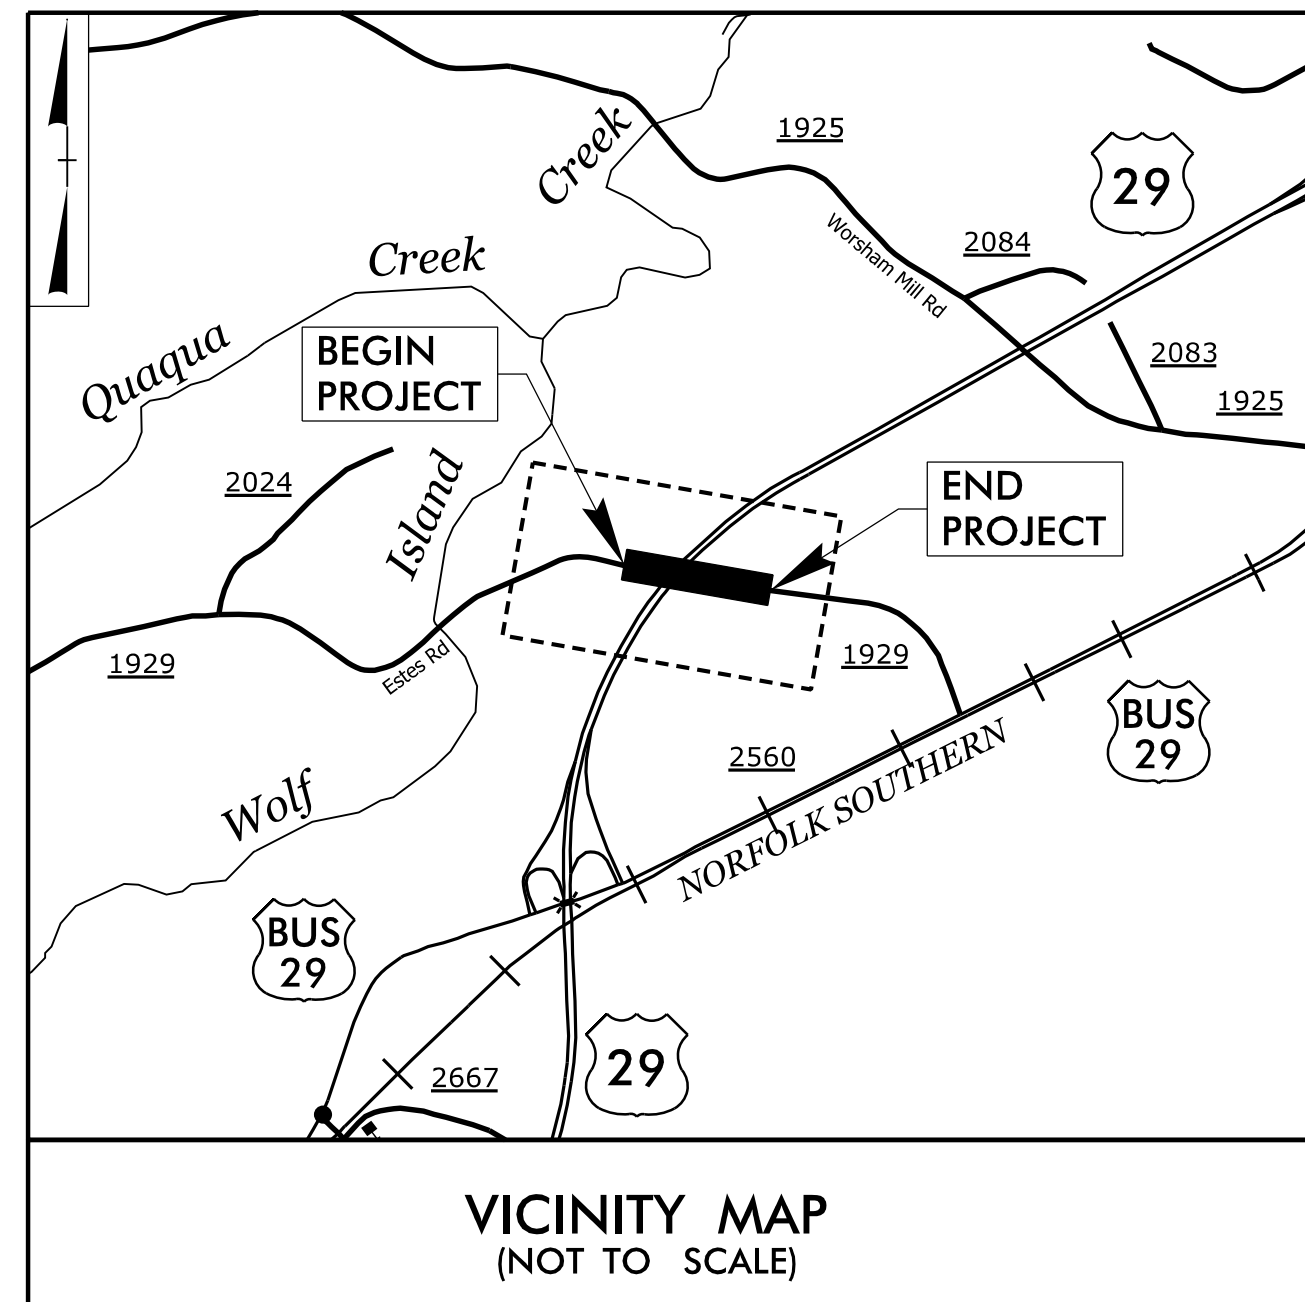 1925
Creek
29
Worsham Mill Rd
2084
Creek
Quaqua
BEGIN
PROJECT
2083
1925
2024
Island
END
PROJECT
1929
Estes Rd
1929
BUS
29
2560
NORFOLK SOUTHERN
Wolf
BUS
29
29
2667
VICINITY MAP
(NOT TO SCALE)